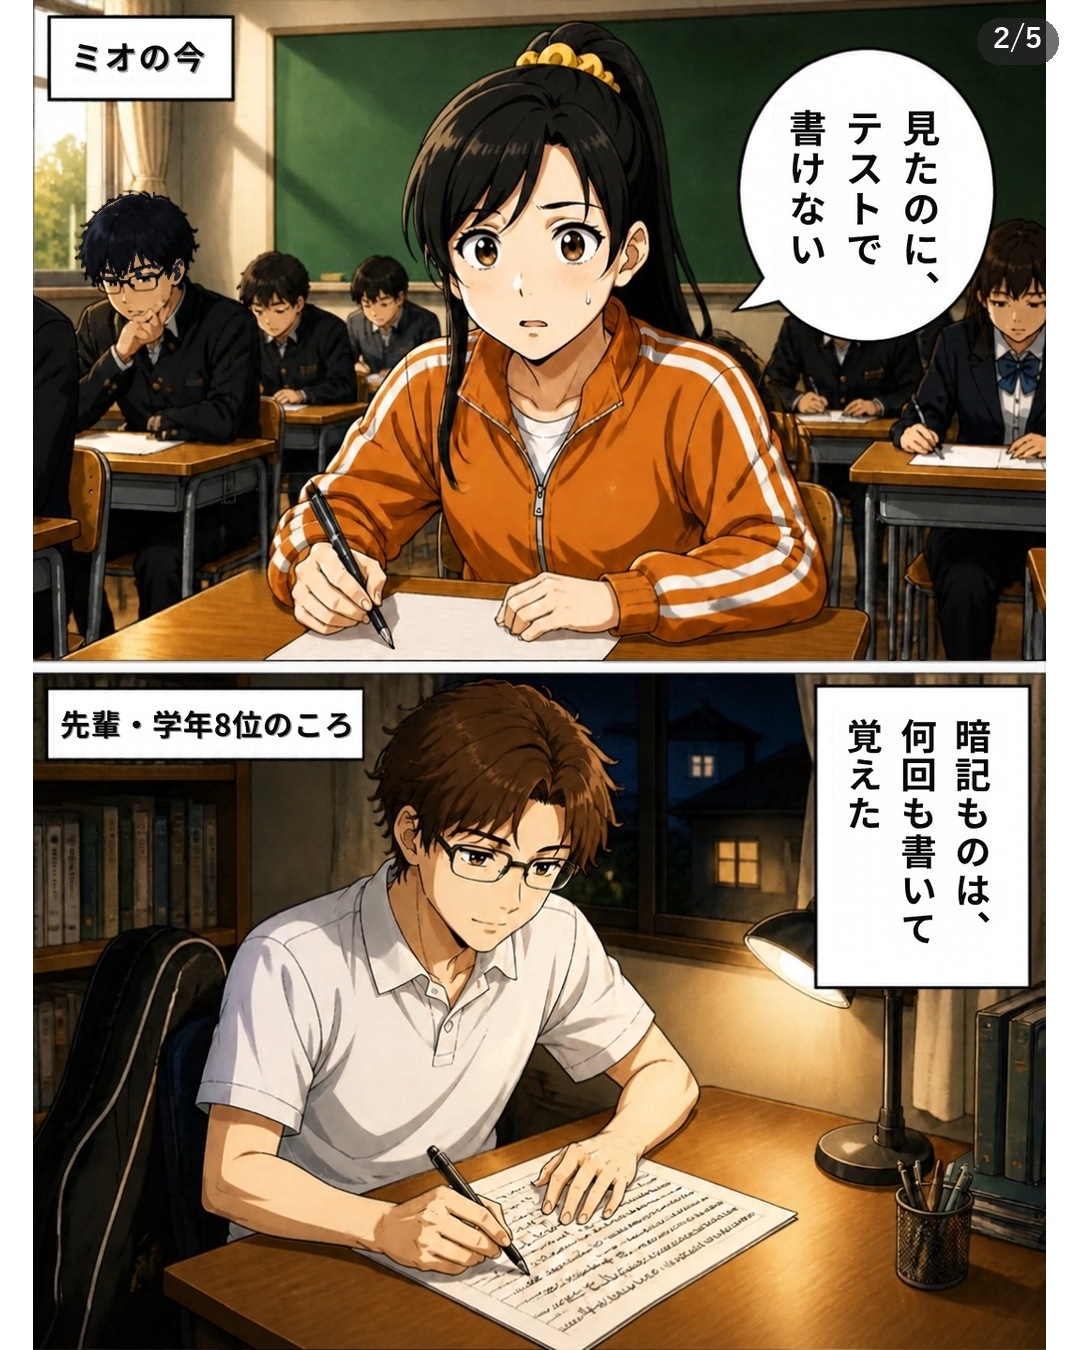 2/5
ミオの今
見たのに、
テストで
書けない
先輩・学年8位のころ
暗記ものは、
何回も書いて
覚えた